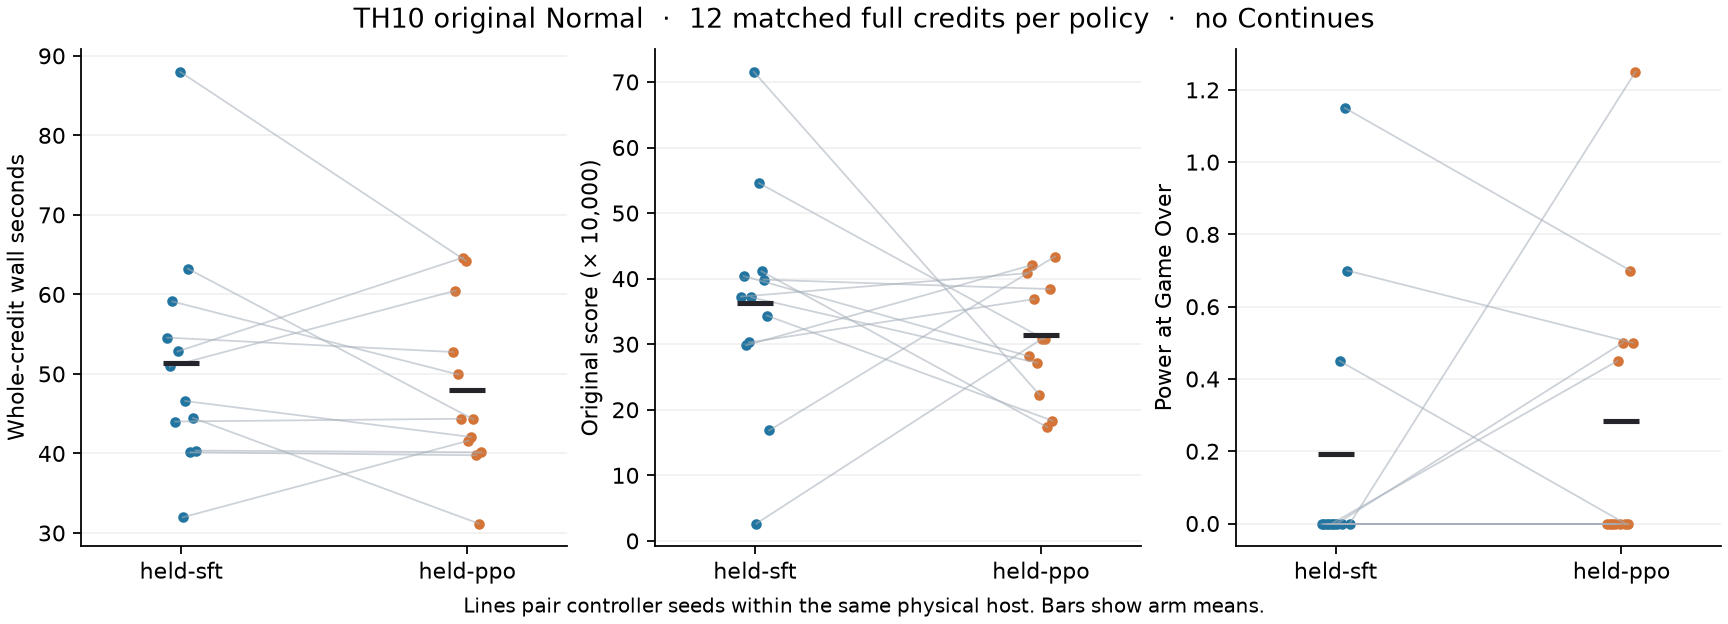 TH10 original Normal · 12 matched full credits per policy · no Continues
Whole-credit wall seconds
90
80
70
60
50
40
30
held-sft
held-ppo
Original score (× 10,000)
70
60
50
40
30
20
10
0
held-sft
held-ppo
Power at Game Over
1.2
1.0
0.8
0.6
0.4
0.2
0.0
held-sft
held-ppo
Lines pair controller seeds within the same physical host. Bars show arm means.